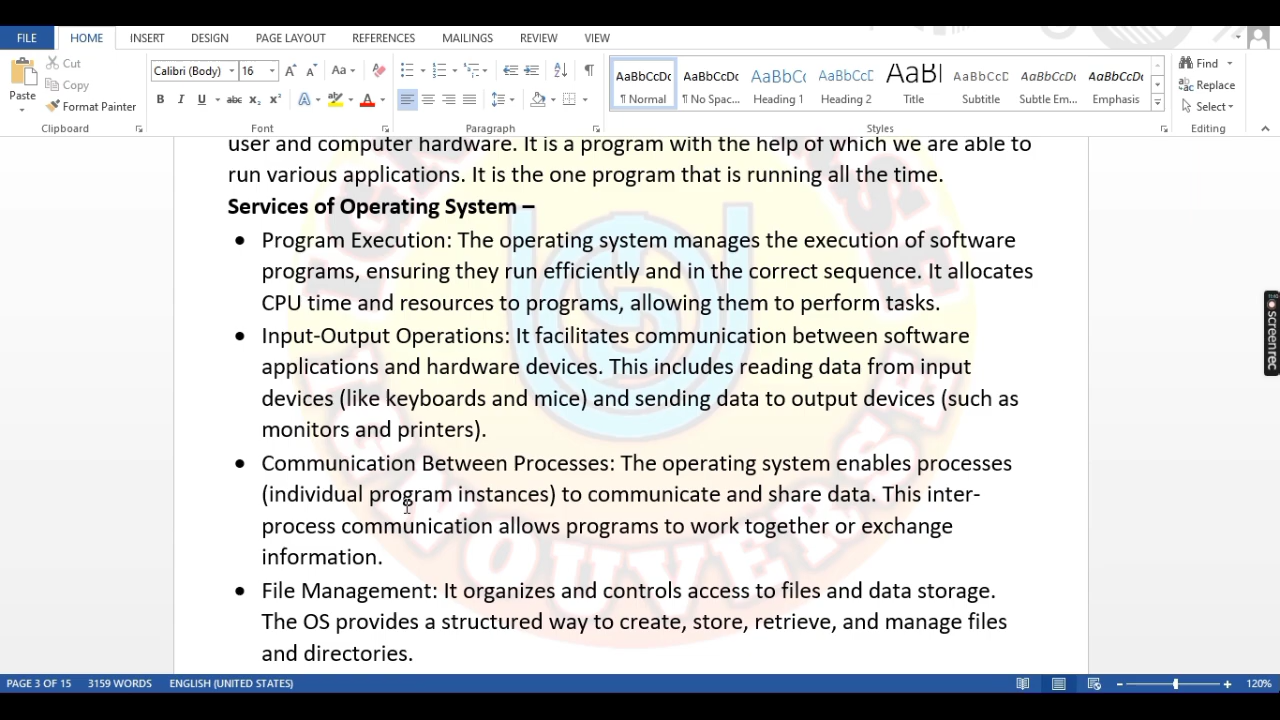 FILE HOME INSERT DESIGN PAGE LAYOUT REFERENCES MAILINGS REVIEW VIEW
Cut
Copy
Format Painter
Paste
Calibri (Body) 16
Aa
B I U abc x₂ x² A A
AaBbCcDc AaBbCcDc AaBbCc AaBbCcC AaBl AaBbCcC AaBbCcDc AaBbCcDc
¶ Normal ¶ No Spac... Heading 1 Heading 2 Title Subtitle Subtle Em... Emphasis
Find
Replace
Select
Clipboard Font Paragraph Styles Editing
user and computer hardware. It is a program with the help of which we are able to
run various applications. It is the one program that is running all the time.
Services of Operating System –
• Program Execution: The operating system manages the execution of software
programs, ensuring they run efficiently and in the correct sequence. It allocates
CPU time and resources to programs, allowing them to perform tasks.
• Input-Output Operations: It facilitates communication between software
applications and hardware devices. This includes reading data from input
devices (like keyboards and mice) and sending data to output devices (such as
monitors and printers).
• Communication Between Processes: The operating system enables processes
(individual program instances) to communicate and share data. This inter-
process communication allows programs to work together or exchange
information.
• File Management: It organizes and controls access to files and data storage.
The OS provides a structured way to create, store, retrieve, and manage files
and directories.
screenrec
PAGE 3 OF 15 3159 WORDS ENGLISH (UNITED STATES) 120%